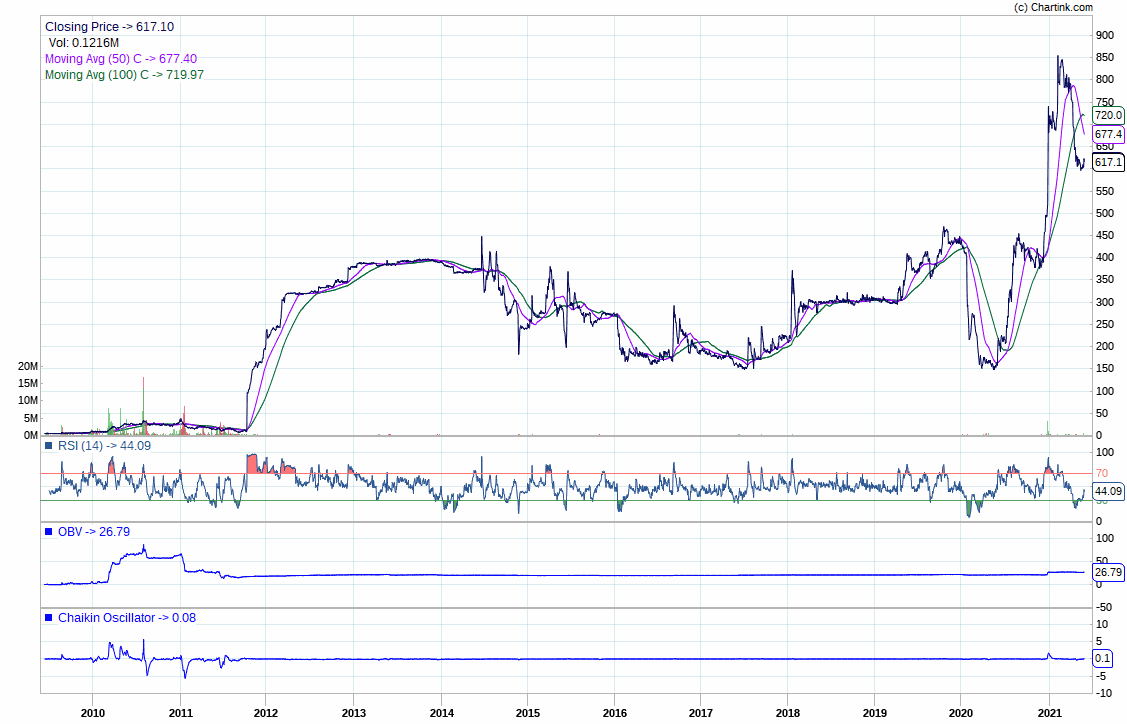 (c) Chartink.com
Closing Price -> 617.10
Vol: 0.1216M
Moving Avg (50) C -> 677.40
Moving Avg (100) C -> 719.97
900
850
800
750
720.0
677.4
650
617.1
550
500
450
400
350
300
250
200
150
100
50
0
20M
15M
10M
5M
0M
RSI (14) -> 44.09
100
70
44.09
0
OBV -> 26.79
100
50
26.79
0
-50
Chaikin Oscillator -> 0.08
10
5
0.1
-5
-10
2010 2011 2012 2013 2014 2015 2016 2017 2018 2019 2020 2021